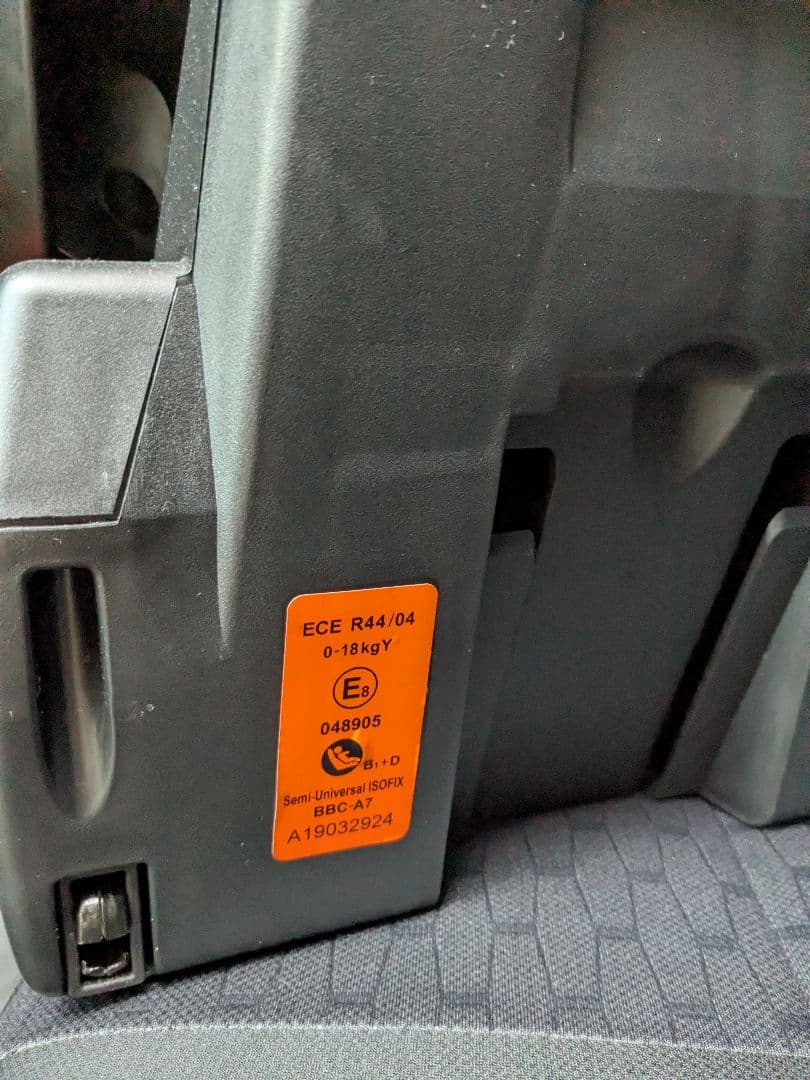 ECE R44/04
0-18kgY
E8
048905
B1+D
Semi-Universal ISOFIX
BBC-A7
A19032924